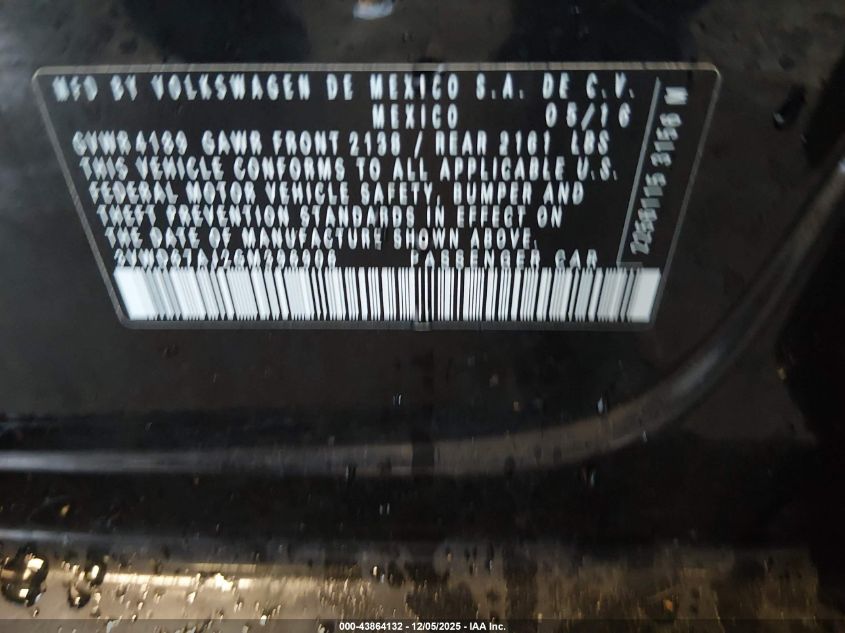 MFD BY VOLKSWAGEN DE MEXICO S.A. DE C.V.
MEXICO 05/16
GVWR 4189 GAWR FRONT 2138 / REAR 2161 LBS
THIS VEHICLE CONFORMS TO ALL APPLICABLE U.S.
FEDERAL MOTOR VEHICLE SAFETY, BUMPER AND
THEFT PREVENTION STANDARDS IN EFFECT ON
THE DATE OF MANUFACTURE SHOWN ABOVE.
PASSENGER CAR
000-43864132 - 12/05/2025 - IAA Inc.